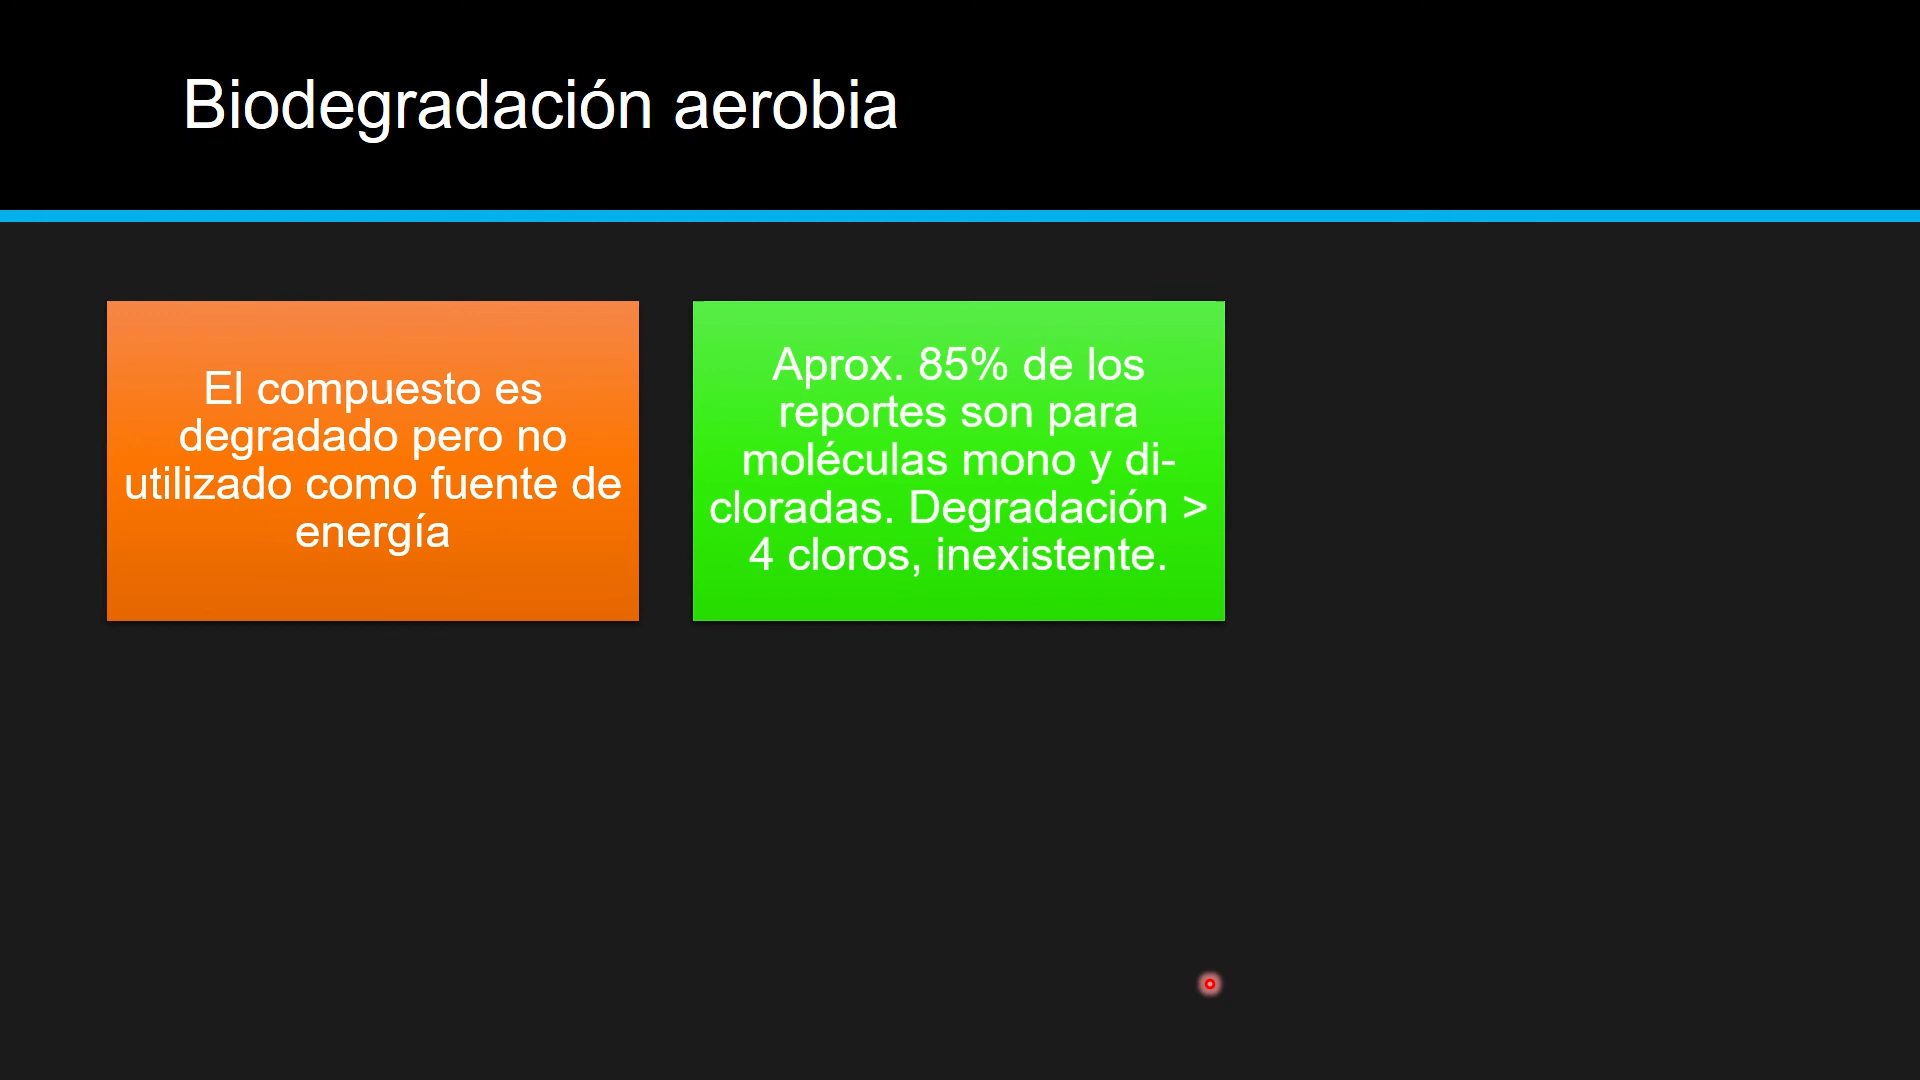 Biodegradación aerobia
El compuesto es
degradado pero no
utilizado como fuente de
energía
Aprox. 85% de los
reportes son para
moléculas mono y di-
cloradas. Degradación >
4 cloros, inexistente.